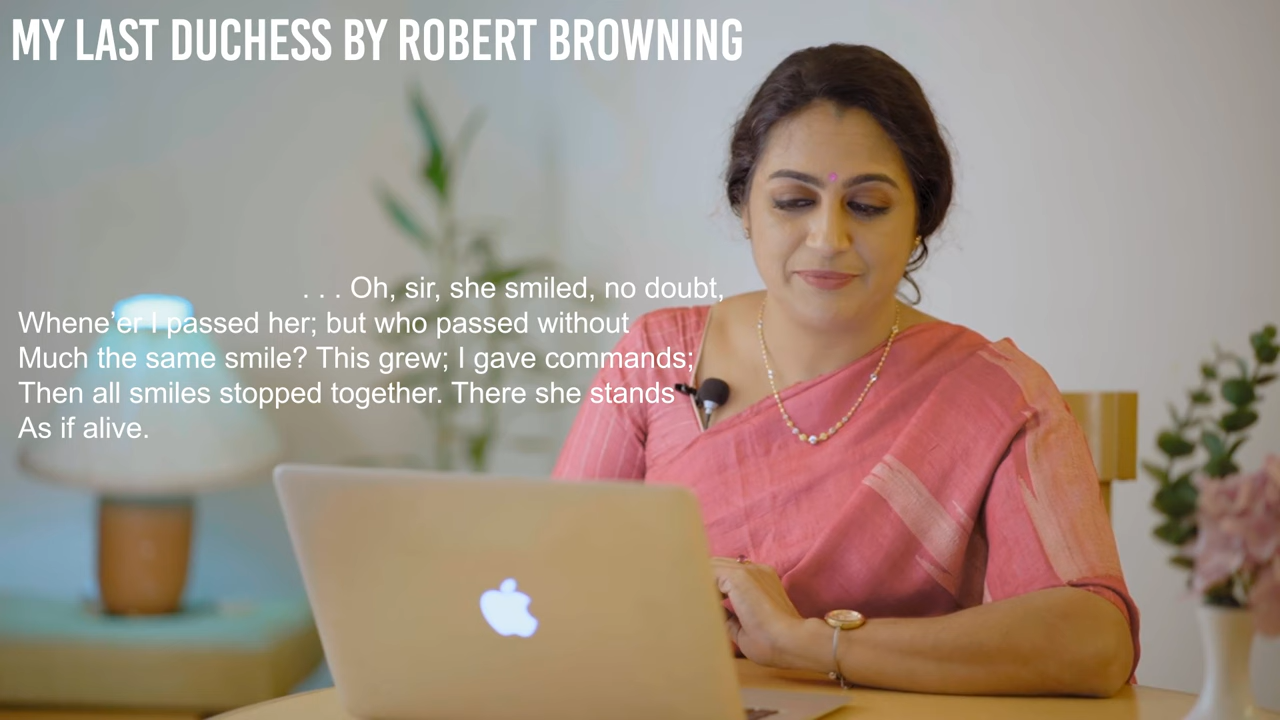 MY LAST DUCHESS BY ROBERT BROWNING
. . . Oh, sir, she smiled, no doubt,
Whene’er I passed her; but who passed without
Much the same smile? This grew; I gave commands;
Then all smiles stopped together. There she stands
As if alive.